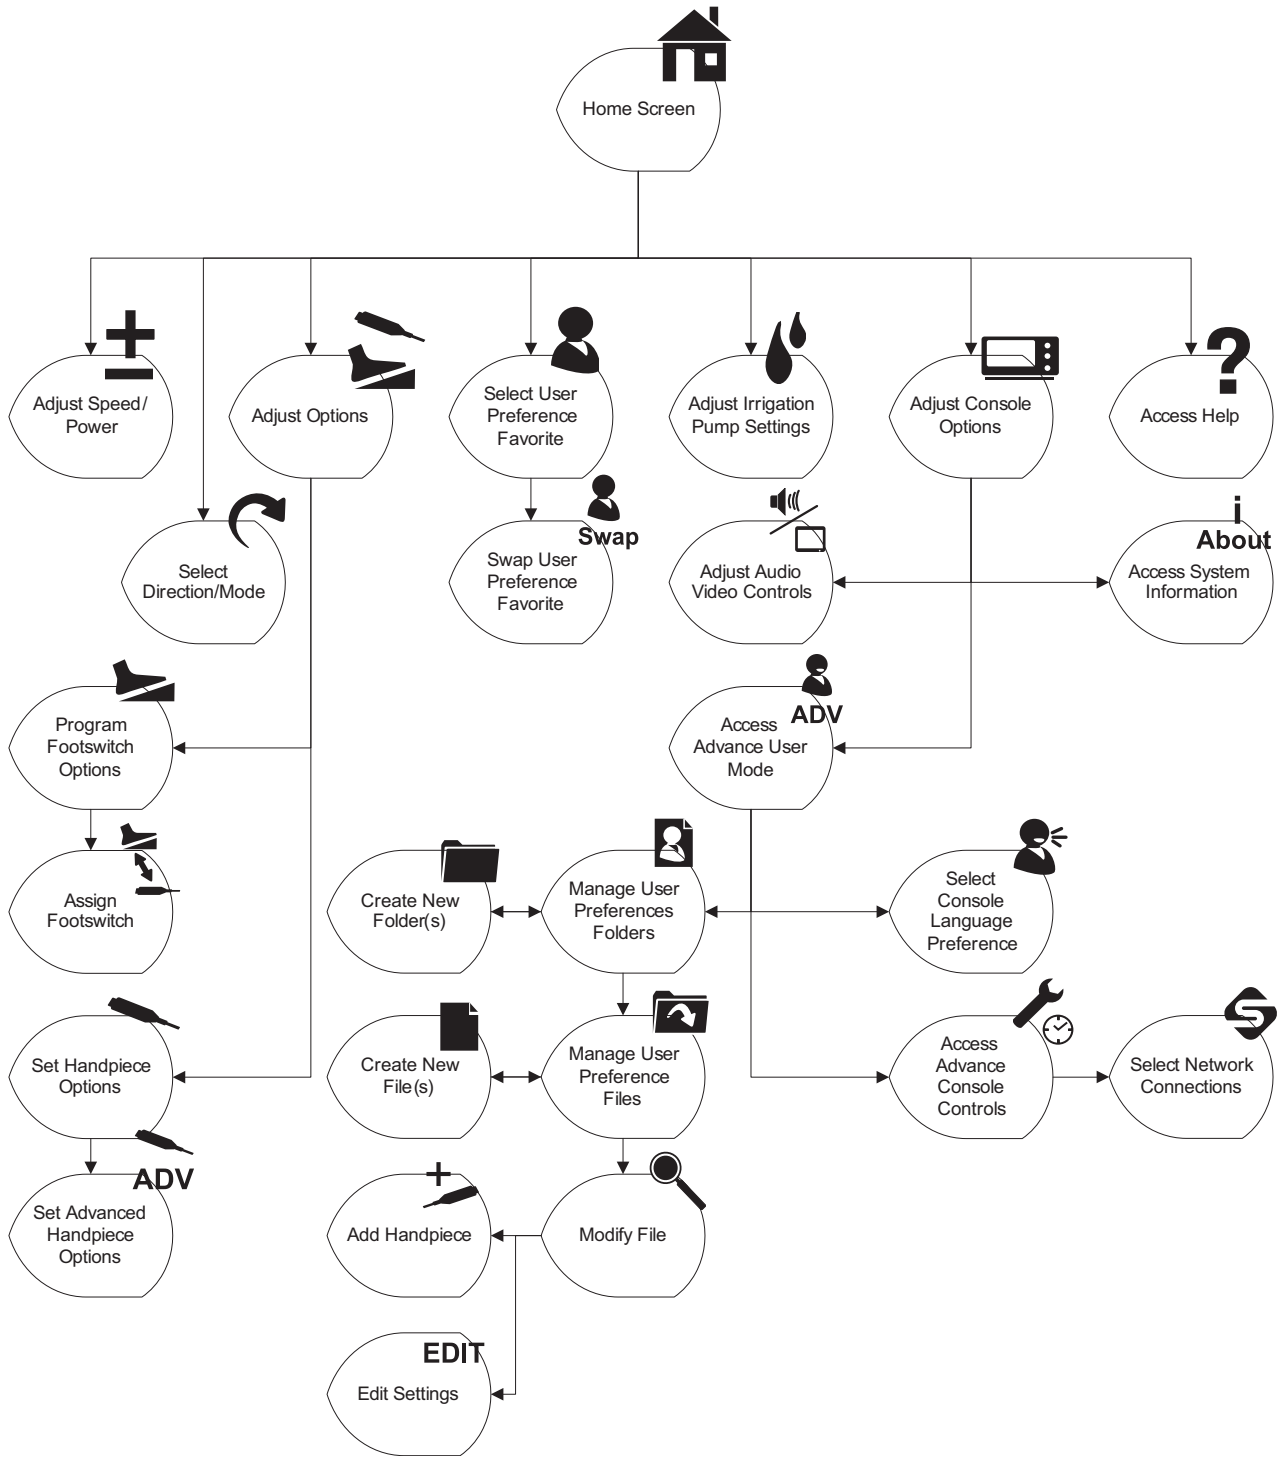 Home Screen
Adjust Speed/
Power
Adjust Options
Select User
Preference
Favorite
Adjust Irrigation
Pump Settings
Adjust Console
Options
?
Access Help
Select
Direction/Mode
Swap
Swap User
Preference
Favorite
Adjust Audio
Video Controls
i
About
Access System
Information
Program
Footswitch
Options
ADV
Access
Advance User
Mode
Assign
Footswitch
Create New
Folder(s)
Manage User
Preferences
Folders
Select
Console
Language
Preference
Set Handpiece
Options
Create New
File(s)
Manage User
Preference
Files
Access
Advance
Console
Controls
Select Network
Connections
ADV
Set Advanced
Handpiece
Options
Add Handpiece
Modify File
EDIT
Edit Settings